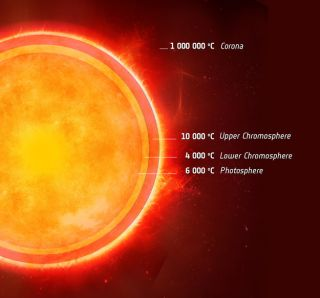 1 000 000 °C Corona
10 000 °C Upper Chromosphere
4 000 °C Lower Chromosphere
6 000 °C Photosphere